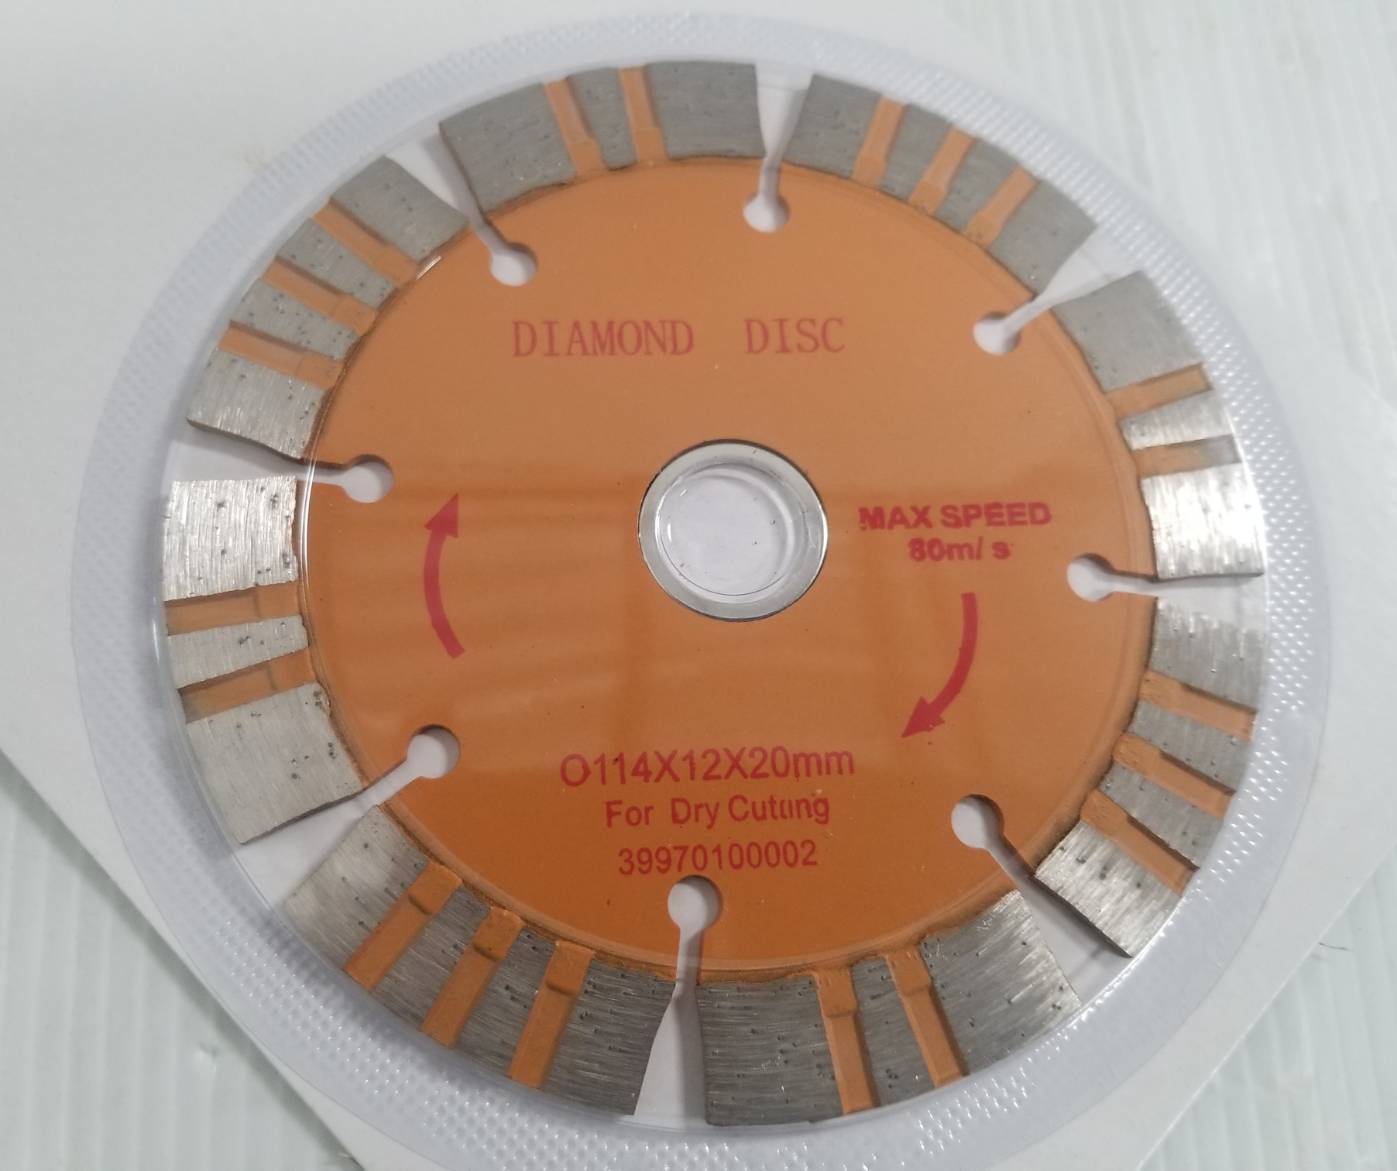 DIAMOND DISC
MAX SPEED
80m/ s
O114X12X20mm
For Dry Cutting
39970100002